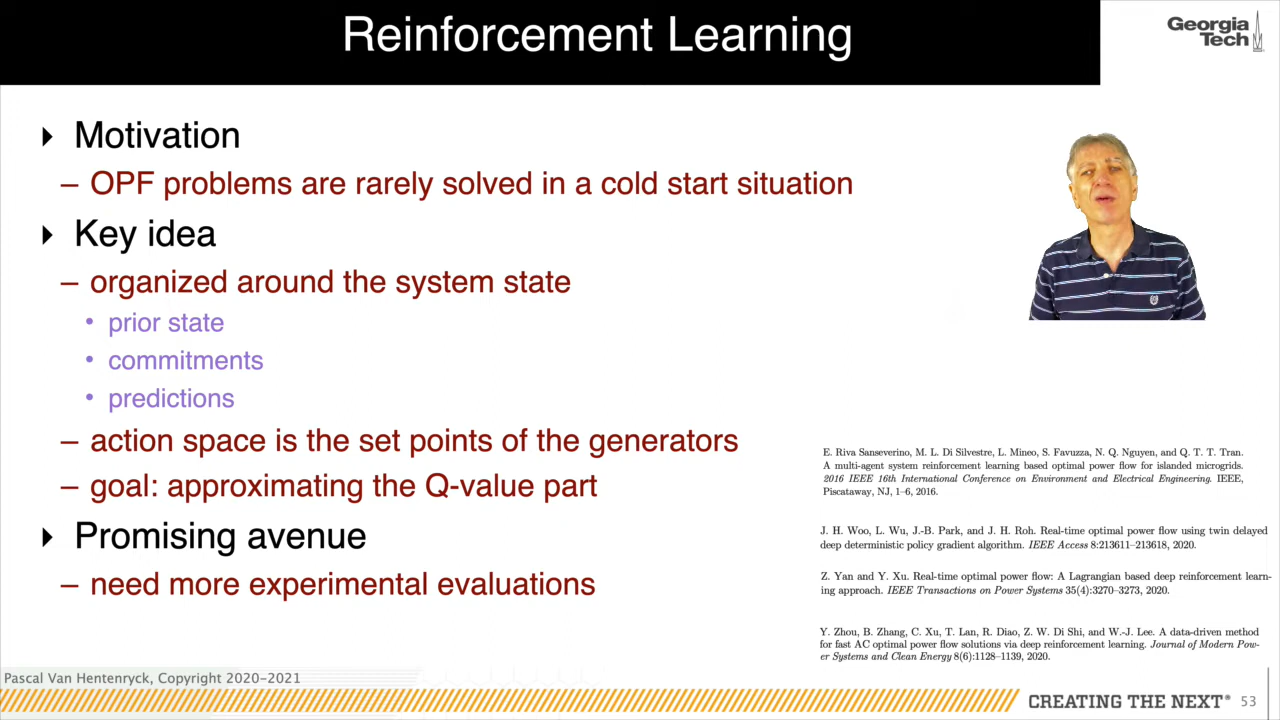 Reinforcement Learning
Georgia
Tech
Motivation
– OPF problems are rarely solved in a cold start situation
Key idea
– organized around the system state
• prior state
• commitments
• predictions
– action space is the set points of the generators
– goal: approximating the Q-value part
Promising avenue
– need more experimental evaluations
E. Riva Sanseverino, M. L. Di Silvestre, L. Mineo, S. Favuzza, N. Q. Nguyen, and Q. T. T. Tran.
A multi-agent system reinforcement learning based optimal power flow for islanded microgrids.
2016 IEEE 16th International Conference on Environment and Electrical Engineering. IEEE,
Piscataway, NJ, 1–6, 2016.
J. H. Woo, L. Wu, J.-B. Park, and J. H. Roh. Real-time optimal power flow using twin delayed
deep deterministic policy gradient algorithm. IEEE Access 8:213611–213618, 2020.
Z. Yan and Y. Xu. Real-time optimal power flow: A Lagrangian based deep reinforcement learn-
ing approach. IEEE Transactions on Power Systems 35(4):3270–3273, 2020.
Y. Zhou, B. Zhang, C. Xu, T. Lan, R. Diao, Z. W. Di Shi, and W.-J. Lee. A data-driven method
for fast AC optimal power flow solutions via deep reinforcement learning. Journal of Modern Pow-
er Systems and Clean Energy 8(6):1128–1139, 2020.
Pascal Van Hentenryck, Copyright 2020-2021
CREATING THE NEXT® 53